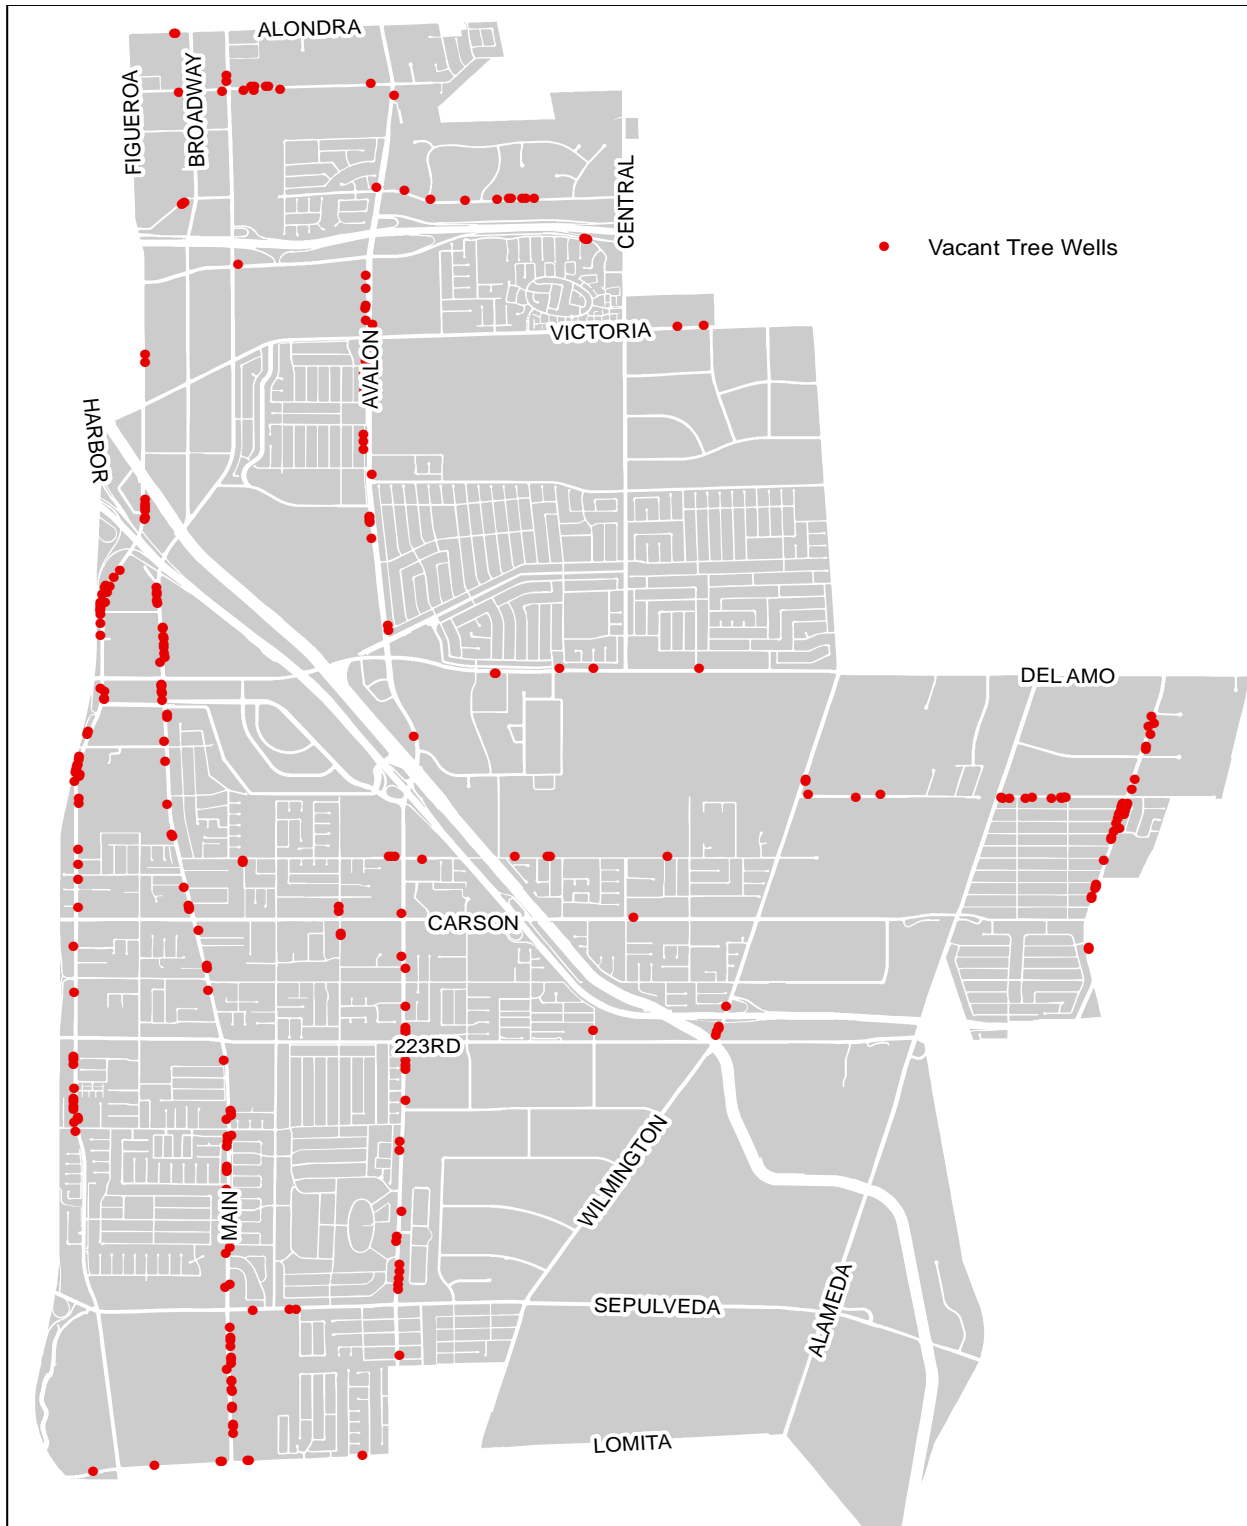 ALONDRA
FIGUEROA
BROADWAY
CENTRAL
Vacant Tree Wells
VICTORIA
AVALON
HARBOR
DEL AMO
CARSON
223RD
WILMINGTON
MAIN
SEPULVEDA
ALAMEDA
LOMITA